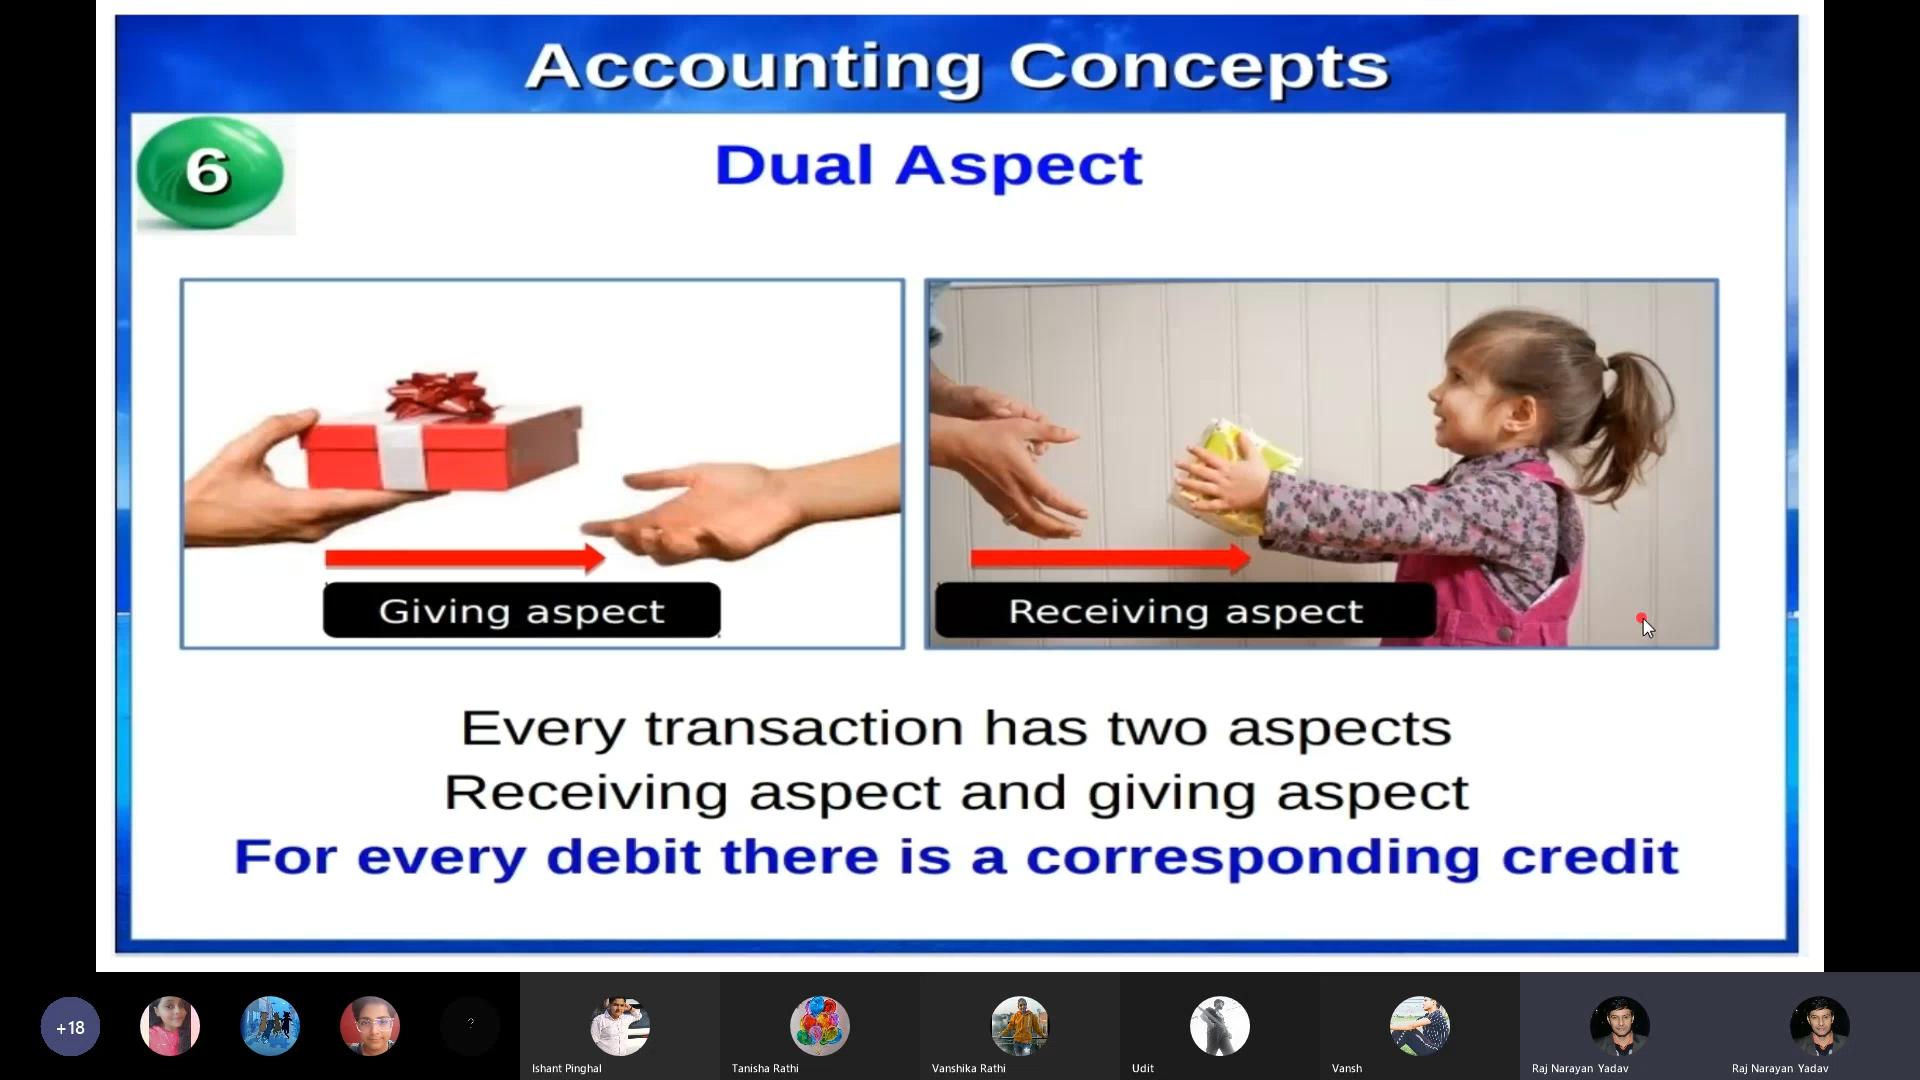 Accounting Concepts
6
Dual Aspect
Giving aspect
Receiving aspect
Every transaction has two aspects
Receiving aspect and giving aspect
For every debit there is a corresponding credit
+18
?
Ishant Pinghal
Tanisha Rathi
Vanshika Rathi
Udit
Vansh
Raj Narayan Yadav
Raj Narayan Yadav